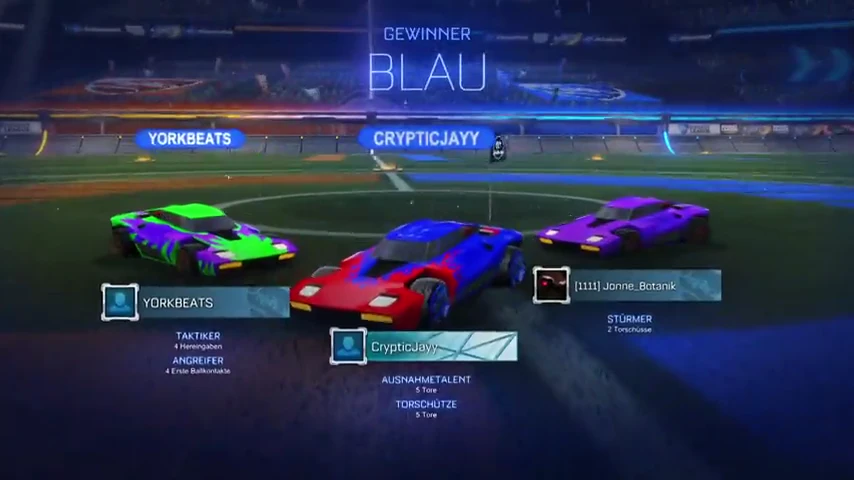 GEWINNER
BLAU
YORKBEATS
CRYPTICJAYY
YORKBEATS
TAKTIKER
4 Hereingaben
ANGREIFER
4 Erste Ballkontakte
CrypticJayy
AUSNAHMETALENT
5 Tore
TORSCHÜTZE
5 Tore
[1111] Jonne_Botanik
STÜRMER
2 Torschüsse